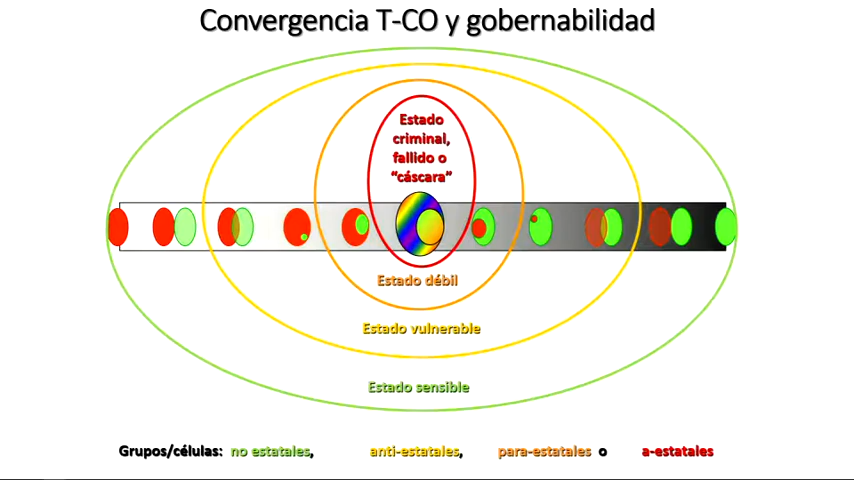 Convergencia T-CO y gobernabilidad
Estado
criminal,
fallido o
“cáscara”
Estado débil
Estado vulnerable
Estado sensible
Grupos/células: no estatales, anti-estatales, para-estatales o a-estatales